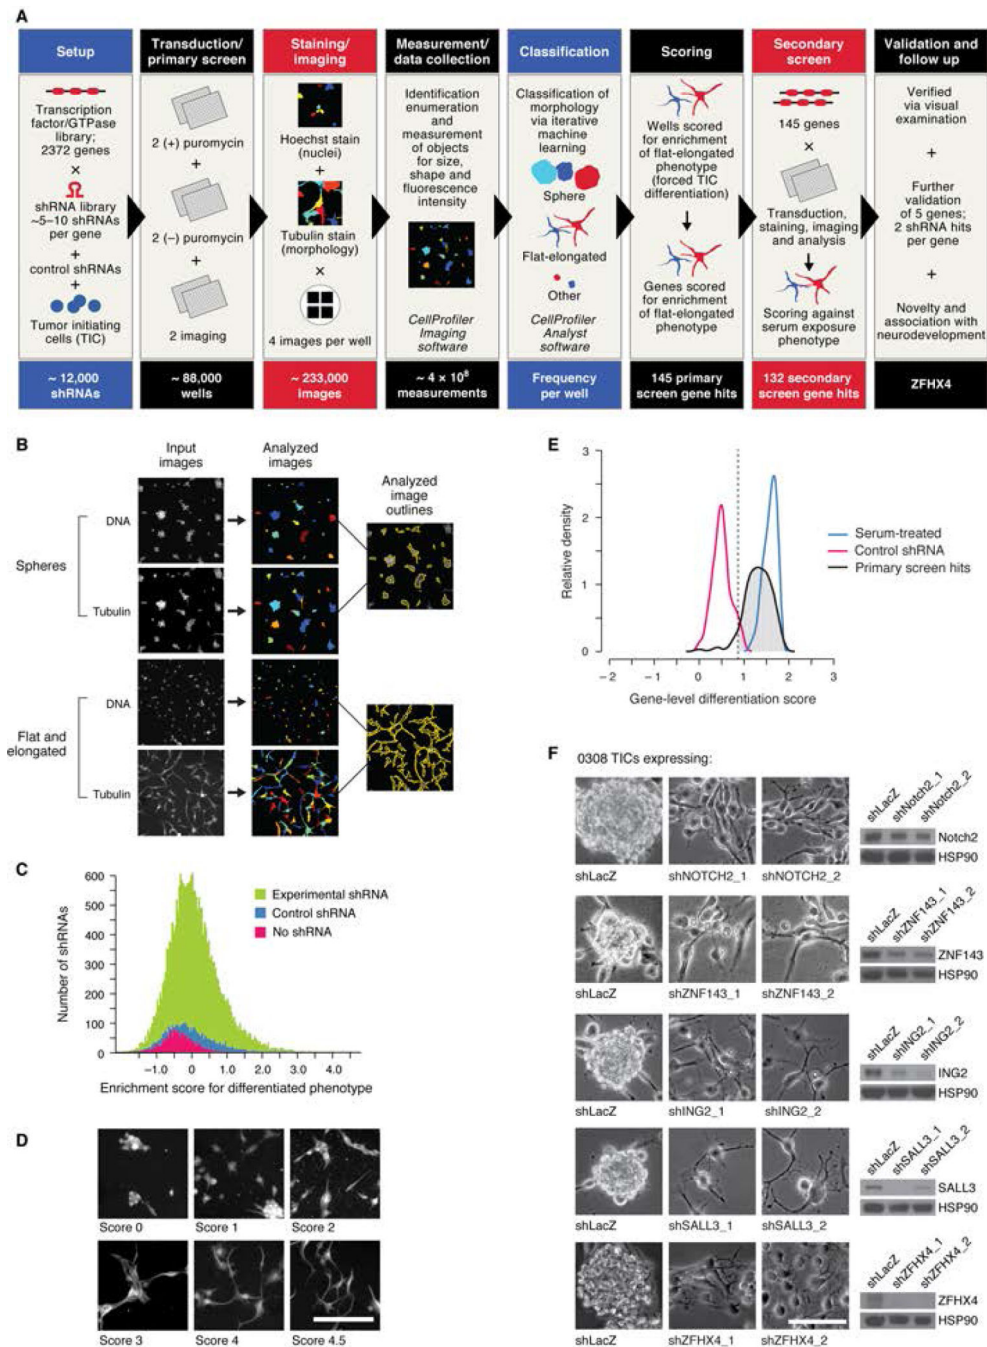 A
Setup
Transcription
factor/GTPase
library;
2372 genes
×
shRNA library
~5–10 shRNAs
per gene
+
control shRNAs
+
Tumor initiating
cells (TIC)
~ 12,000
shRNAs
Transduction/
primary screen
2 (+) puromycin
+
2 (−) puromycin
+
2 imaging
~ 88,000
wells
Staining/
imaging
Hoechst stain
(nuclei)
+
Tubulin stain
(morphology)
×
4 images per well
~ 233,000
images
Measurement/
data collection
Identification
enumeration and
measurement
of objects
for size,
shape and
fluorescence
intensity
CellProfiler
Imaging
software
~ 4 × 10⁸
measurements
Classification
Classification of
morphology
via iterative
machine
learning
Sphere
Flat-elongated
Other
CellProfiler
Analyst
software
Frequency
per well
Scoring
Wells scored
for enrichment
of flat-elongated
phenotype
(forced TIC
differentiation)
Genes scored
for enrichment
of flat-elongated
phenotype
145 primary
screen gene hits
Secondary
screen
145 genes
×
Transduction,
staining, imaging
and analysis
Scoring against
serum exposure
phenotype
132 secondary
screen gene hits
Validation and
follow up
Verified
via visual
examination
+
Further
validation
of 5 genes;
2 shRNA hits
per gene
+
Novelty and
association with
neurodevelopment
ZFHX4
B
Input
images
Analyzed
images
Analyzed
image
outlines
Spheres
DNA
Tubulin
Flat and
elongated
DNA
Tubulin
C
Number of shRNAs
600
500
400
300
200
100
0
−1.0 0 1.0 2.0 3.0 4.0
Enrichment score for differentiated phenotype
Experimental shRNA
Control shRNA
No shRNA
D
Score 0
Score 1
Score 2
Score 3
Score 4
Score 4.5
E
Relative density
3
2
1
0
−2 −1 0 1 2 3
Gene-level differentiation score
Serum-treated
Control shRNA
Primary screen hits
F
0308 TICs expressing:
shLacZ
shNOTCH2_1
shNOTCH2_2
shLacZ
shNotch2_1
shNotch2_2
Notch2
HSP90
shLacZ
shZNF143_1
shZNF143_2
shLacZ
shZNF143_1
shZNF143_2
ZNF143
HSP90
shLacZ
shING2_1
shING2_2
shLacZ
shING2_1
shING2_2
ING2
HSP90
shLacZ
shSALL3_1
shSALL3_2
shLacZ
shSALL3_1
shSALL3_2
SALL3
HSP90
shLacZ
shZFHX4_1
shZFHX4_2
shLacZ
shZFHX4_1
shZFHX4_2
ZFHX4
HSP90